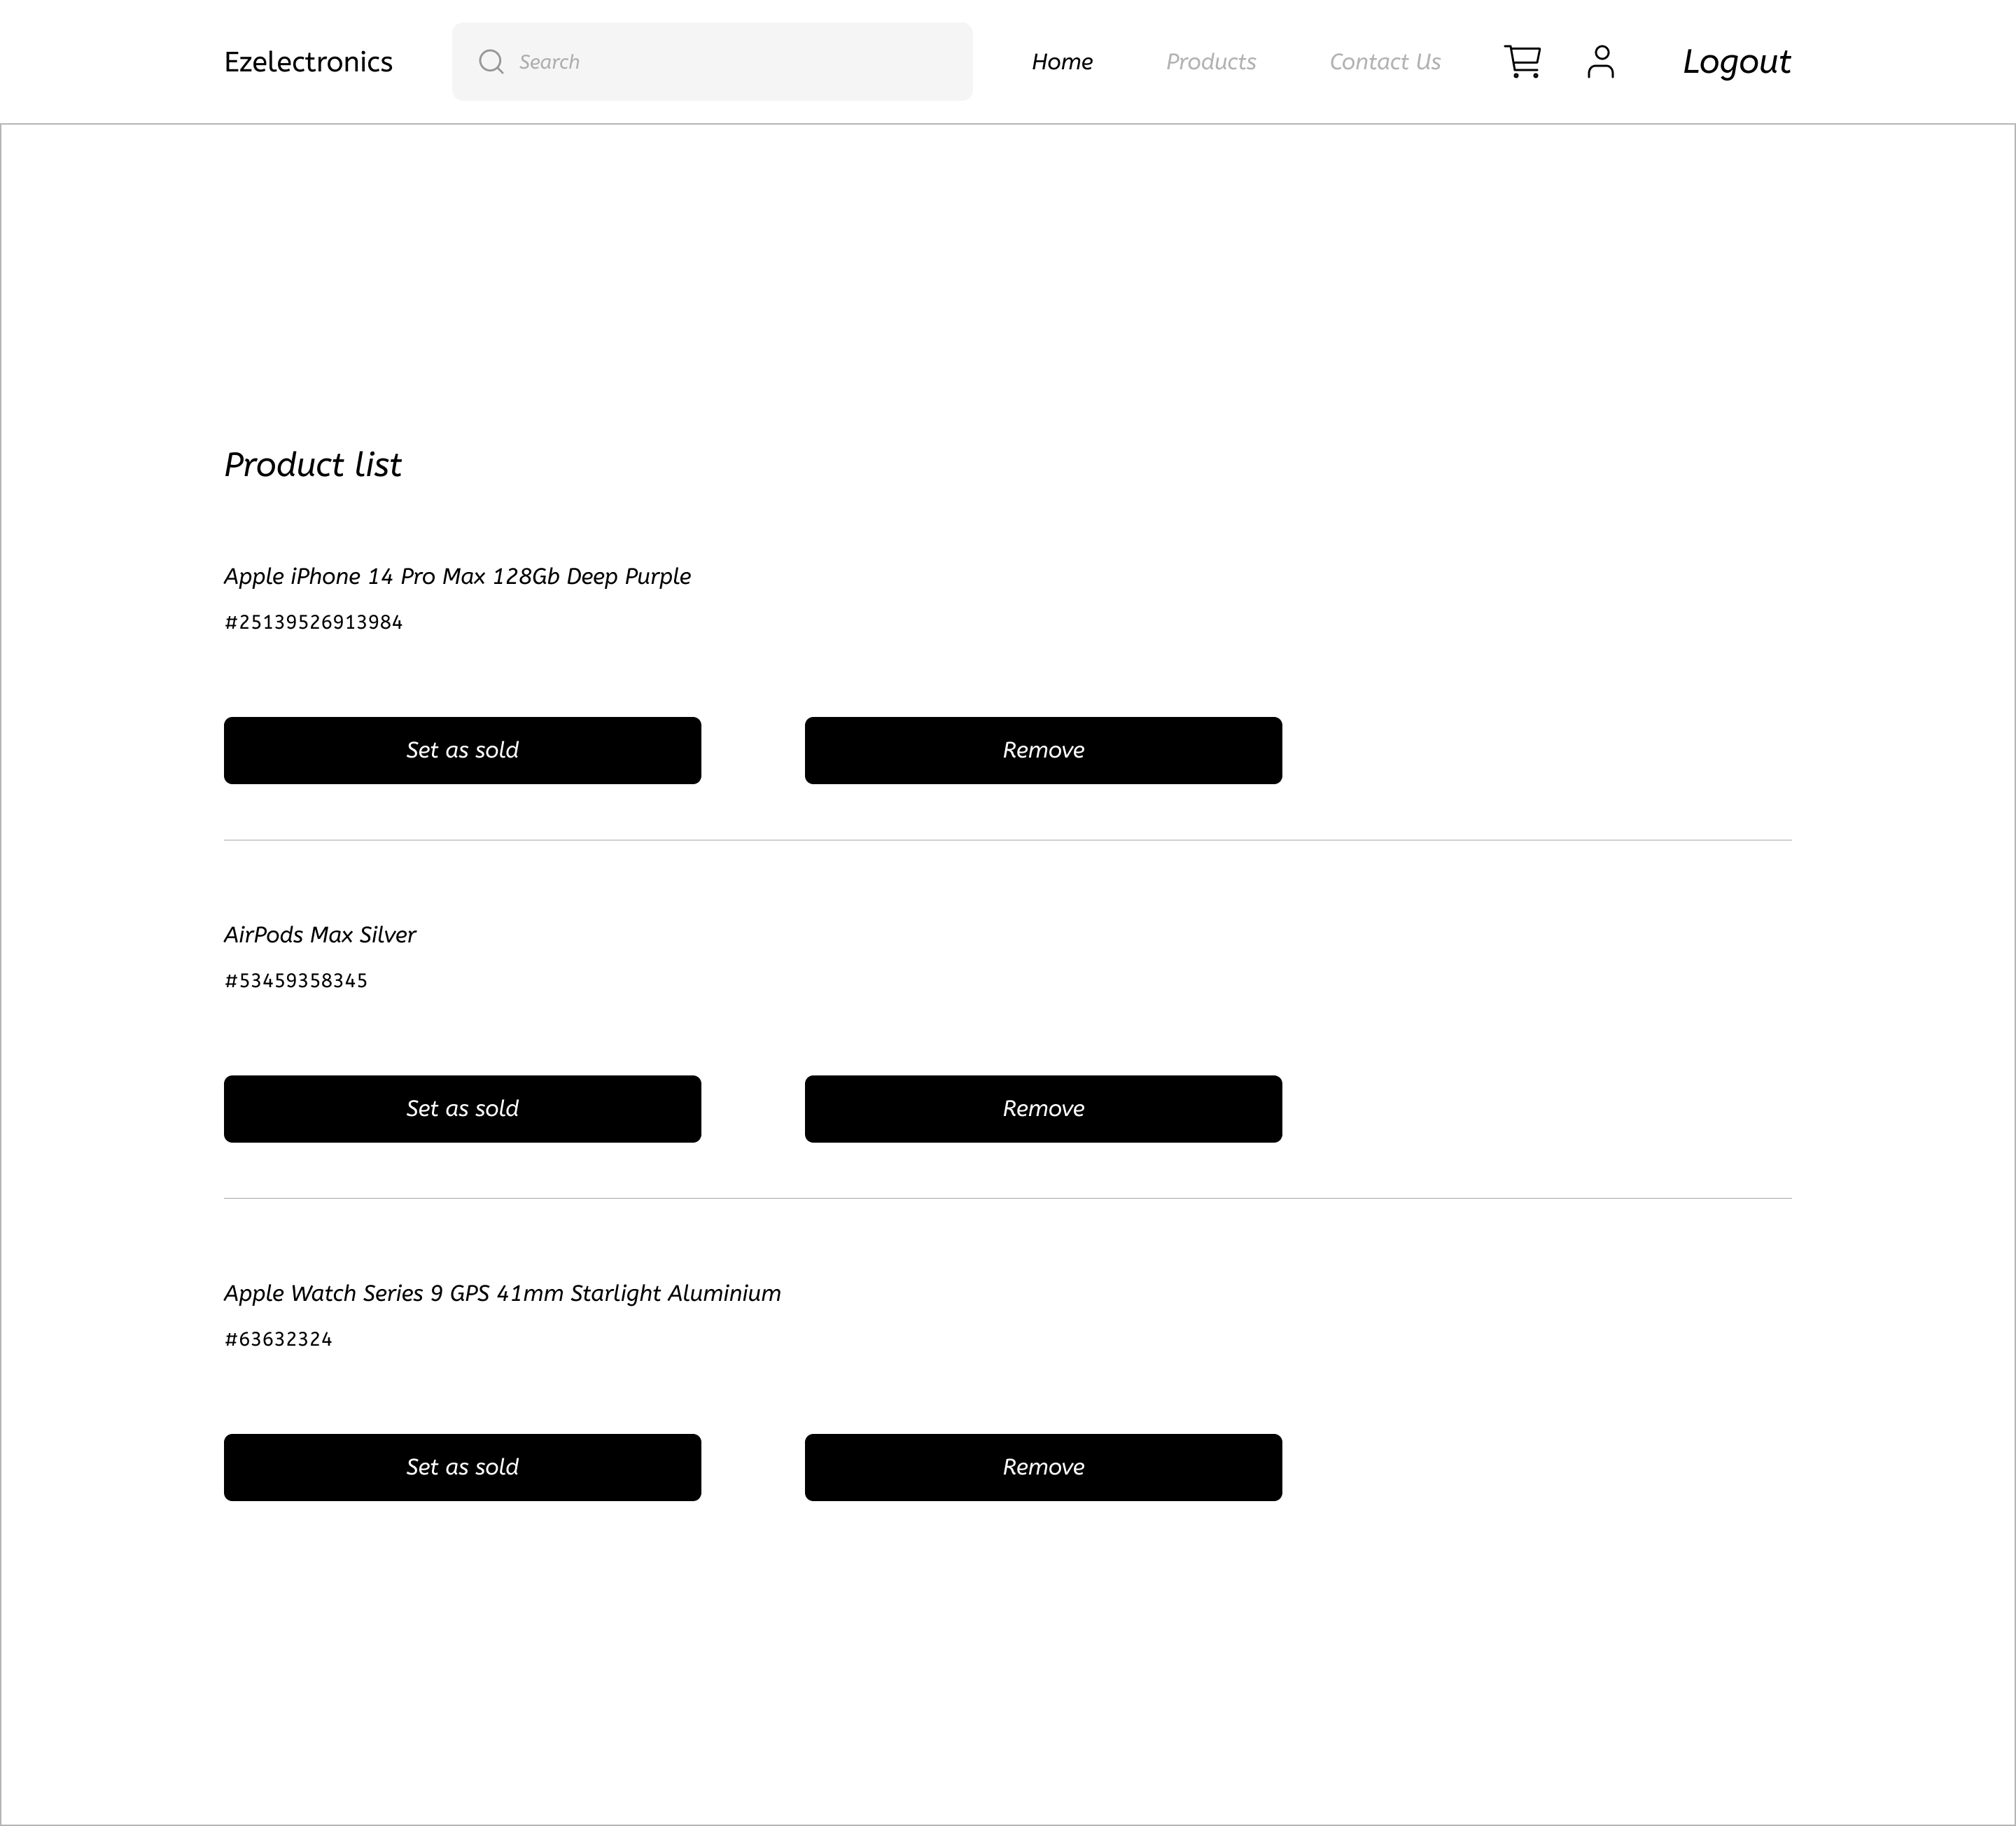 Ezelectronics
Search
Home
Products
Contact Us
Logout
Product list
Apple iPhone 14 Pro Max 128Gb Deep Purple
#25139526913984
Set as sold
Remove
AirPods Max Silver
#53459358345
Set as sold
Remove
Apple Watch Series 9 GPS 41mm Starlight Aluminium
#63632324
Set as sold
Remove